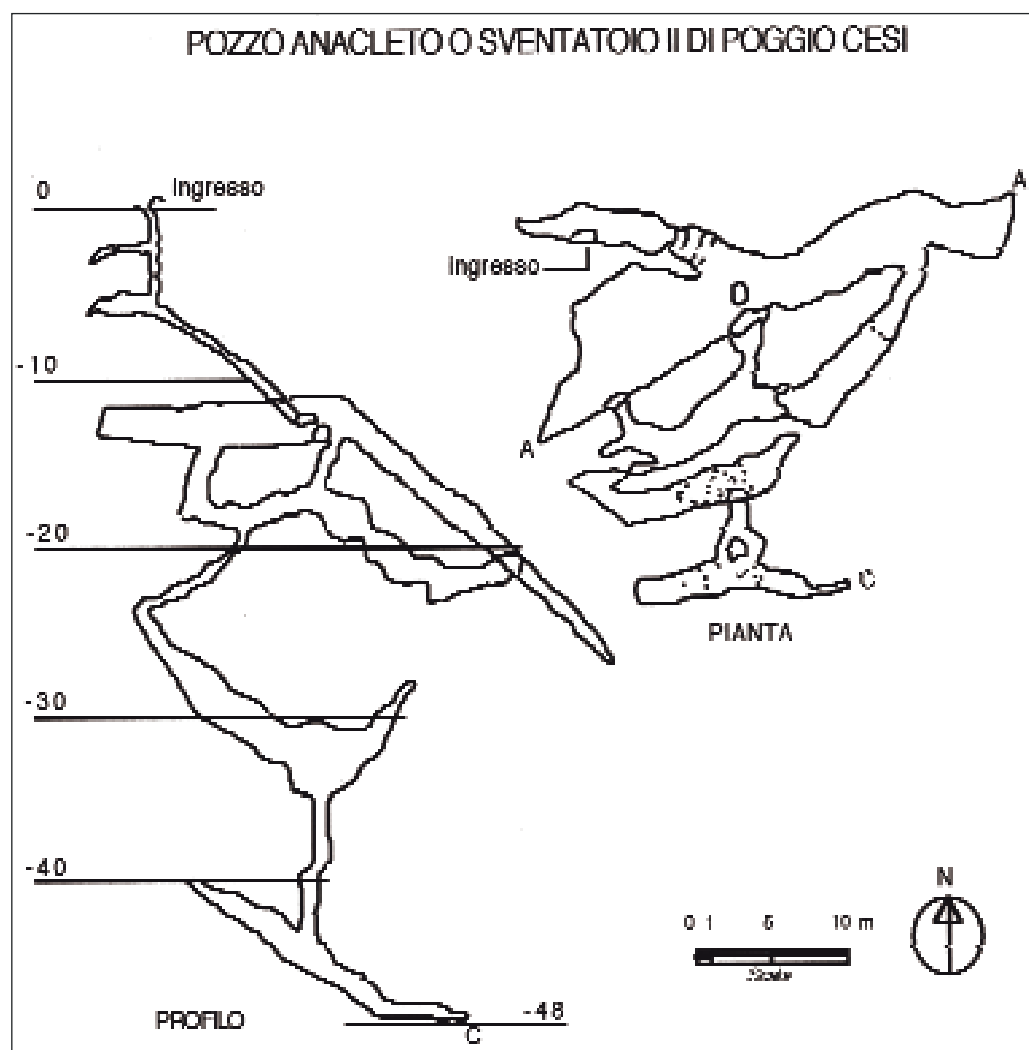 POZZO ANACLETO O SVENTATOIO II DI POGGIO CESI
0
Ingresso
A
Ingresso
D
-10
A
-20
C
PIANTA
-30
-40
N
0 1 5 10 m
Scala
PROFILO
-48
C